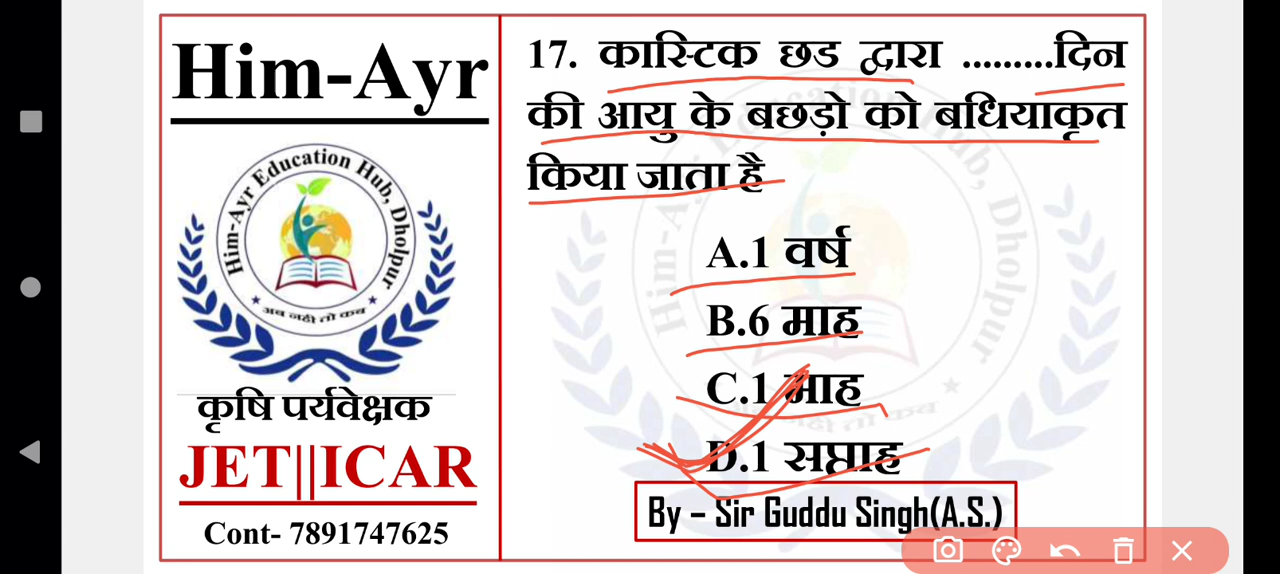 Him-Ayr
Him-Ayr Education Hub, Dholpur
अब नही तो कब
कृषि पर्यवेक्षक
JET||ICAR
Cont- 7891747625
17. कास्टिक छड द्वारा .........दिन
की आयु के बछड़ो को बधियाकृत
किया जाता है
A.1 वर्ष
B.6 माह
C.1 माह
D.1 सप्ताह
By – Sir Guddu Singh(A.S.)